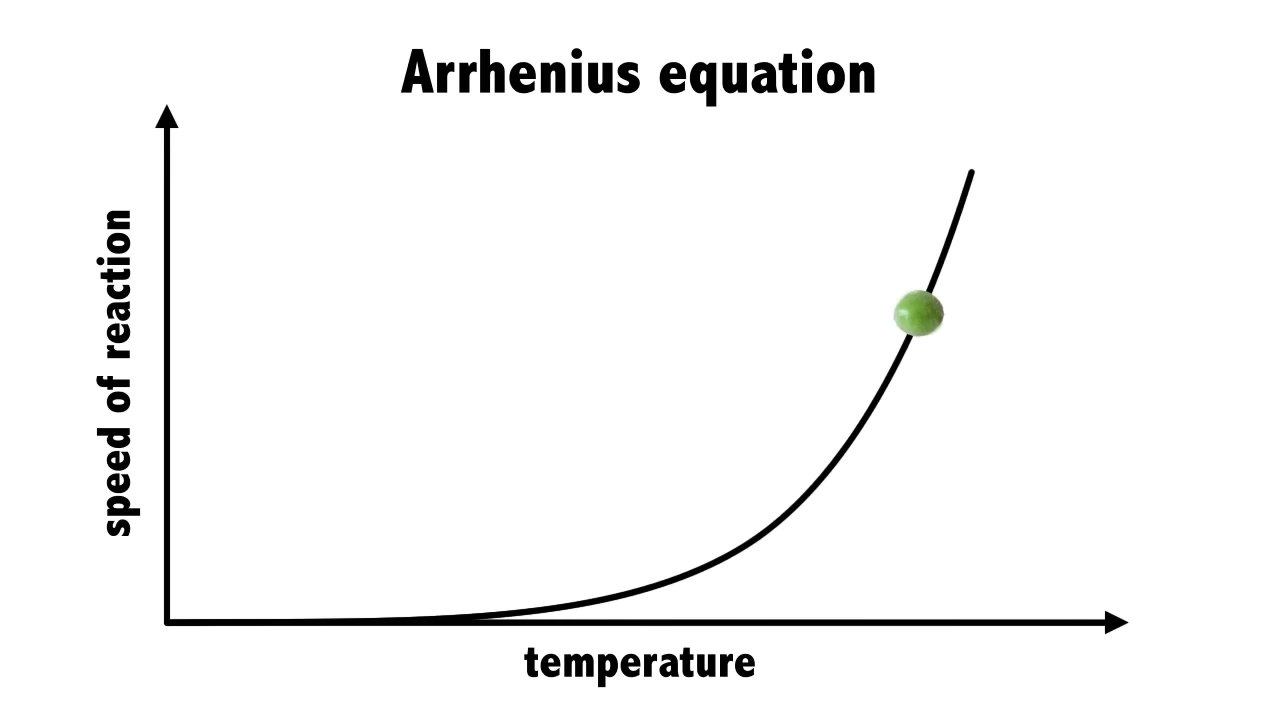 Arrhenius equation
speed of reaction
temperature